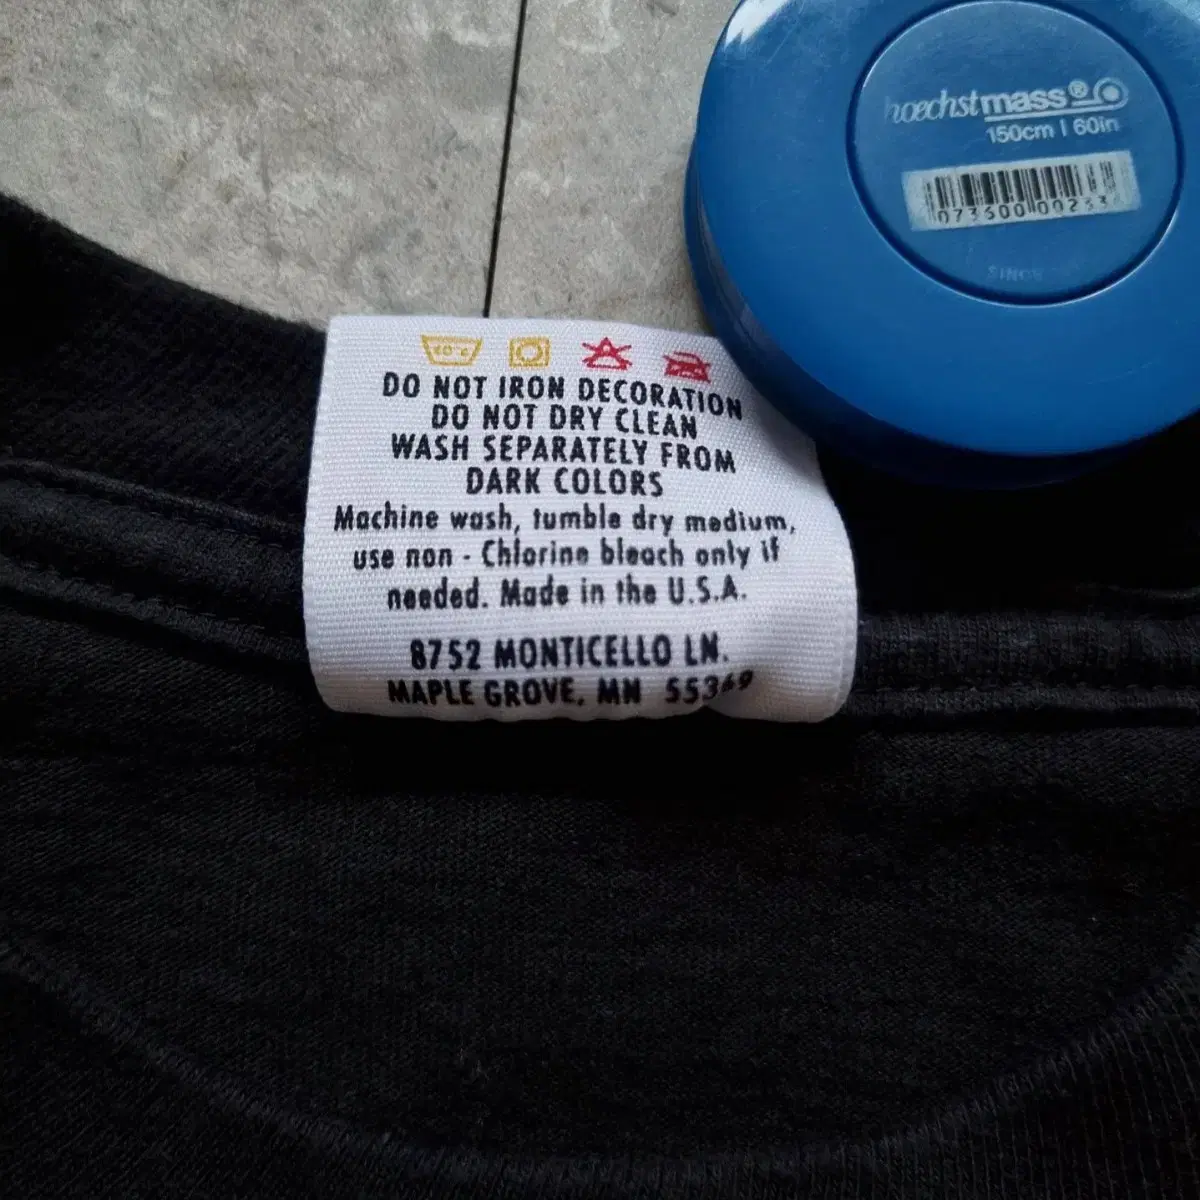 hoechstmass®
150cm | 60in
DO NOT IRON DECORATION
DO NOT DRY CLEAN
WASH SEPARATELY FROM
DARK COLORS
Machine wash, tumble dry medium,
use non - Chlorine bleach only if
needed. Made in the U.S.A.
8752 MONTICELLO LN.
MAPLE GROVE, MN 55369